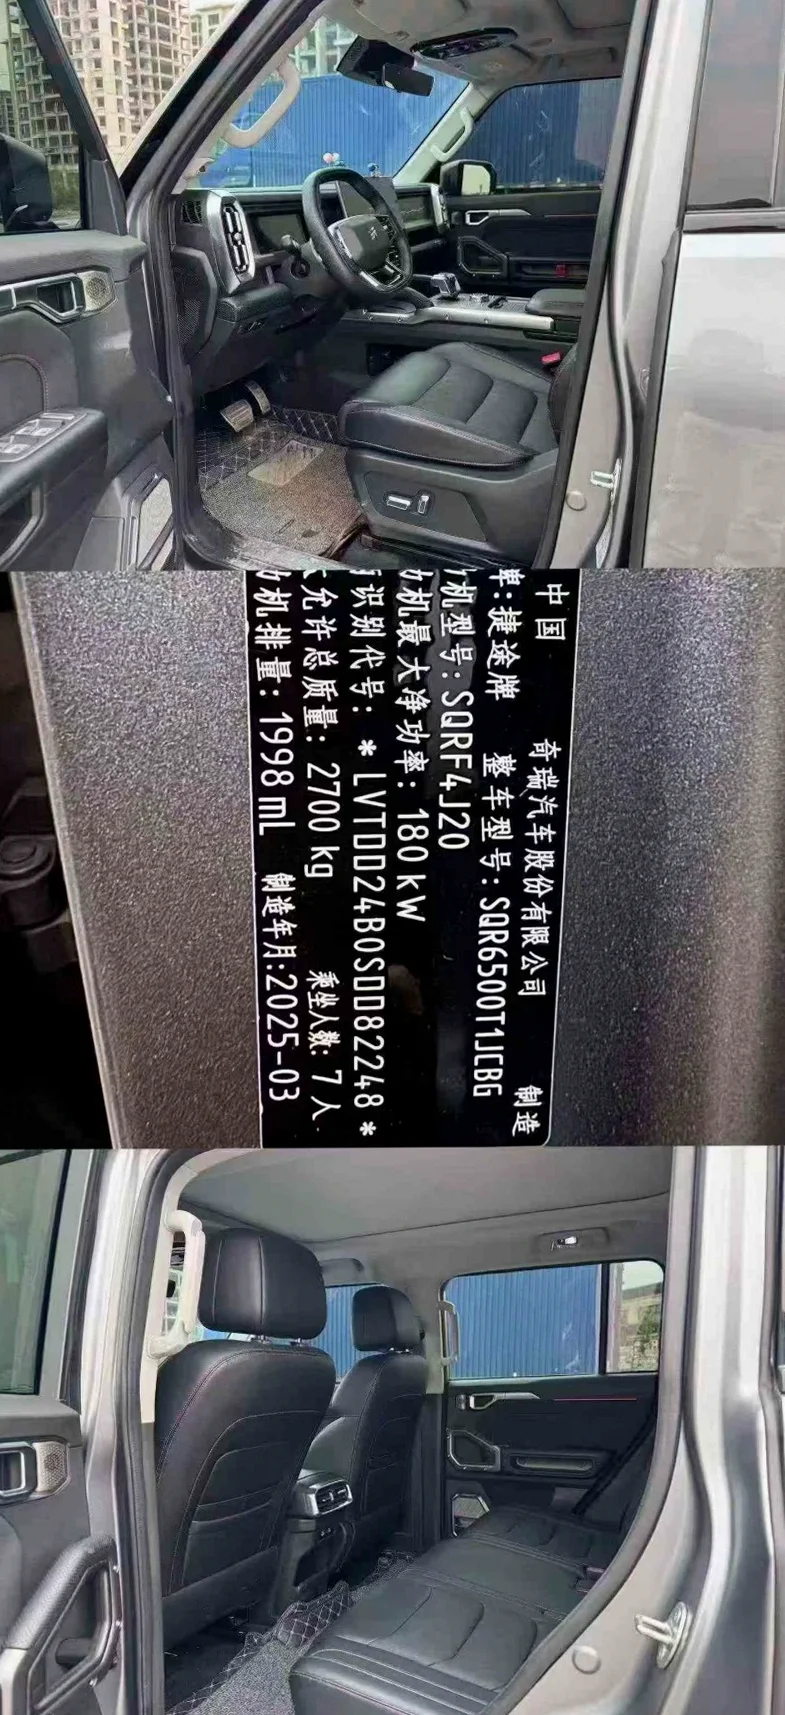 中国 奇瑞汽车股份有限公司 制造
牌:捷途牌 整车型号:SQR6500T1JCBG
机型号:SQRF4J20
机最大净功率:180 kW
识别代号: *LVTDD24B0SDD82248*
允许总质量: 2700 kg 乘坐人数: 7人
机排量: 1998 mL 制造年月:2025-03